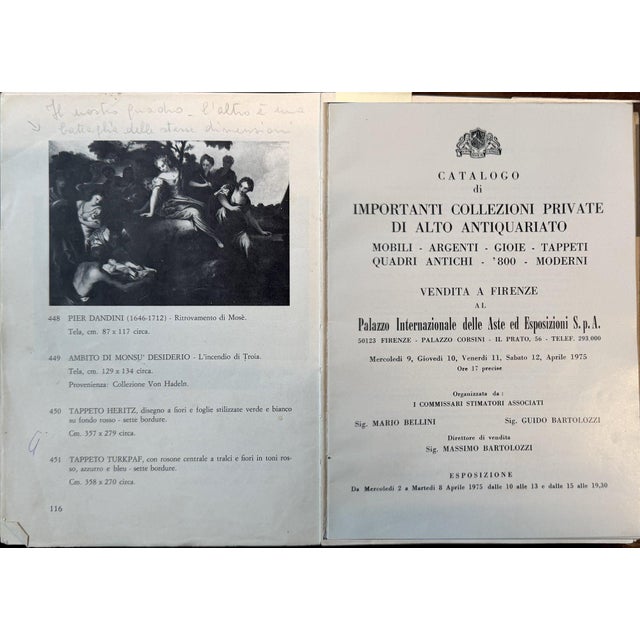 Il nostro quadro - l'altro è una
battaglia delle stesse dimensioni
448 PIER DANDINI (1646-1712) - Ritrovamento di Mosè.
Tela, cm. 87 x 117 circa.
449 AMBITO DI MONSU' DESIDERIO - L'incendio di Troia.
Tela, cm. 129 x 134 circa.
Provenienza: Collezione Von Hadeln.
450 TAPPETO HERITZ, disegno a fiori e foglie stilizzate verde e bianco
su fondo rosso - sette bordure.
Cm. 357 x 279 circa.
451 TAPPETO TURKPAF, con rosone centrale a tralci e fiori in toni ros-
so, azzurro e bleu - sette bordure.
Cm. 358 x 270 circa.
116
CATALOGO
di
IMPORTANTI COLLEZIONI PRIVATE
DI ALTO ANTIQUARIATO
MOBILI - ARGENTI - GIOIE - TAPPETI
QUADRI ANTICHI - '800 - MODERNI
VENDITA A FIRENZE
AL
Palazzo Internazionale delle Aste ed Esposizioni S.p.A.
50123 FIRENZE - PALAZZO CORSINI - IL PRATO, 56 - TELEF. 293.000
Mercoledì 9, Giovedì 10, Venerdì 11, Sabato 12, Aprile 1975
Ore 17 precise
Organizzata da :
I COMMISSARI STIMATORI ASSOCIATI
Sig. MARIO BELLINI Sig. GUIDO BARTOLOZZI
Direttore di vendita
Sig. MASSIMO BARTOLOZZI
ESPOSIZIONE
Da Mercoledì 2 a Martedì 8 Aprile 1975 dalle 10 alle 13 e dalle 15 alle 19,30